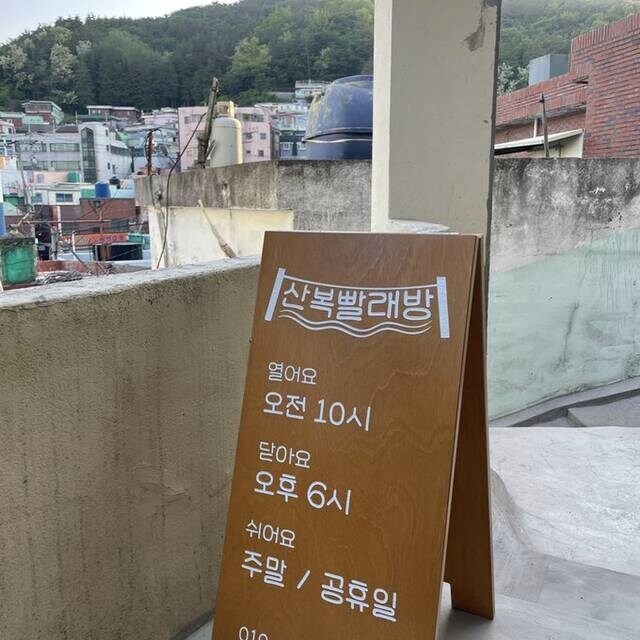 산복빨래방
열어요
오전 10시
닫아요
오후 6시
쉬어요
주말 / 공휴일
010